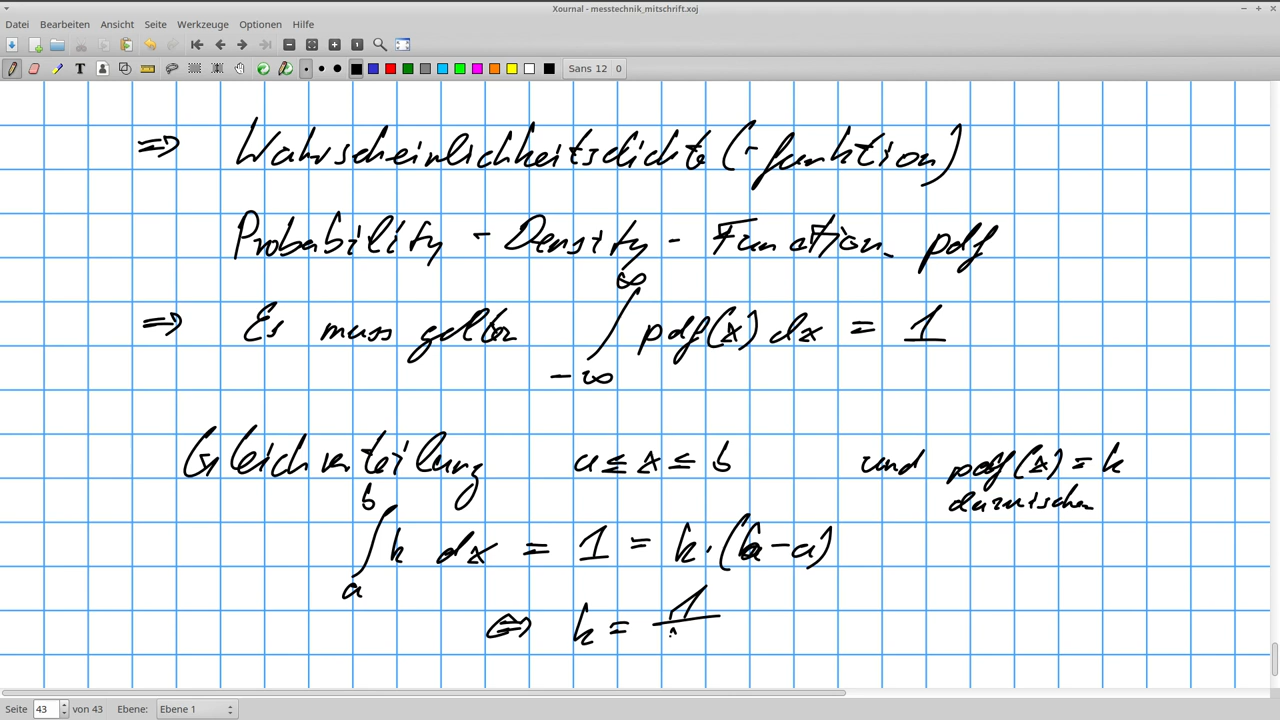 Xournal - messtechnik_mitschrift.xoj
Datei Bearbeiten Ansicht Journal Seite Werkzeuge Optionen Hilfe
Sans 12 0
=> Wahrscheinlichkeitsdichte (-funktion)
Probability - Density - Function pdf
=> Es muss gelten ∫_{-∞}^{∞} pdf(x) dx = 1
Gleichverteilung a ≤ x ≤ b und pdf(x) = k
dazwischen
∫_{a}^{b} k dx = 1 = k·(b-a)
⇔ k = 1/
Seite 43 von 43 Ebene: Ebene 1